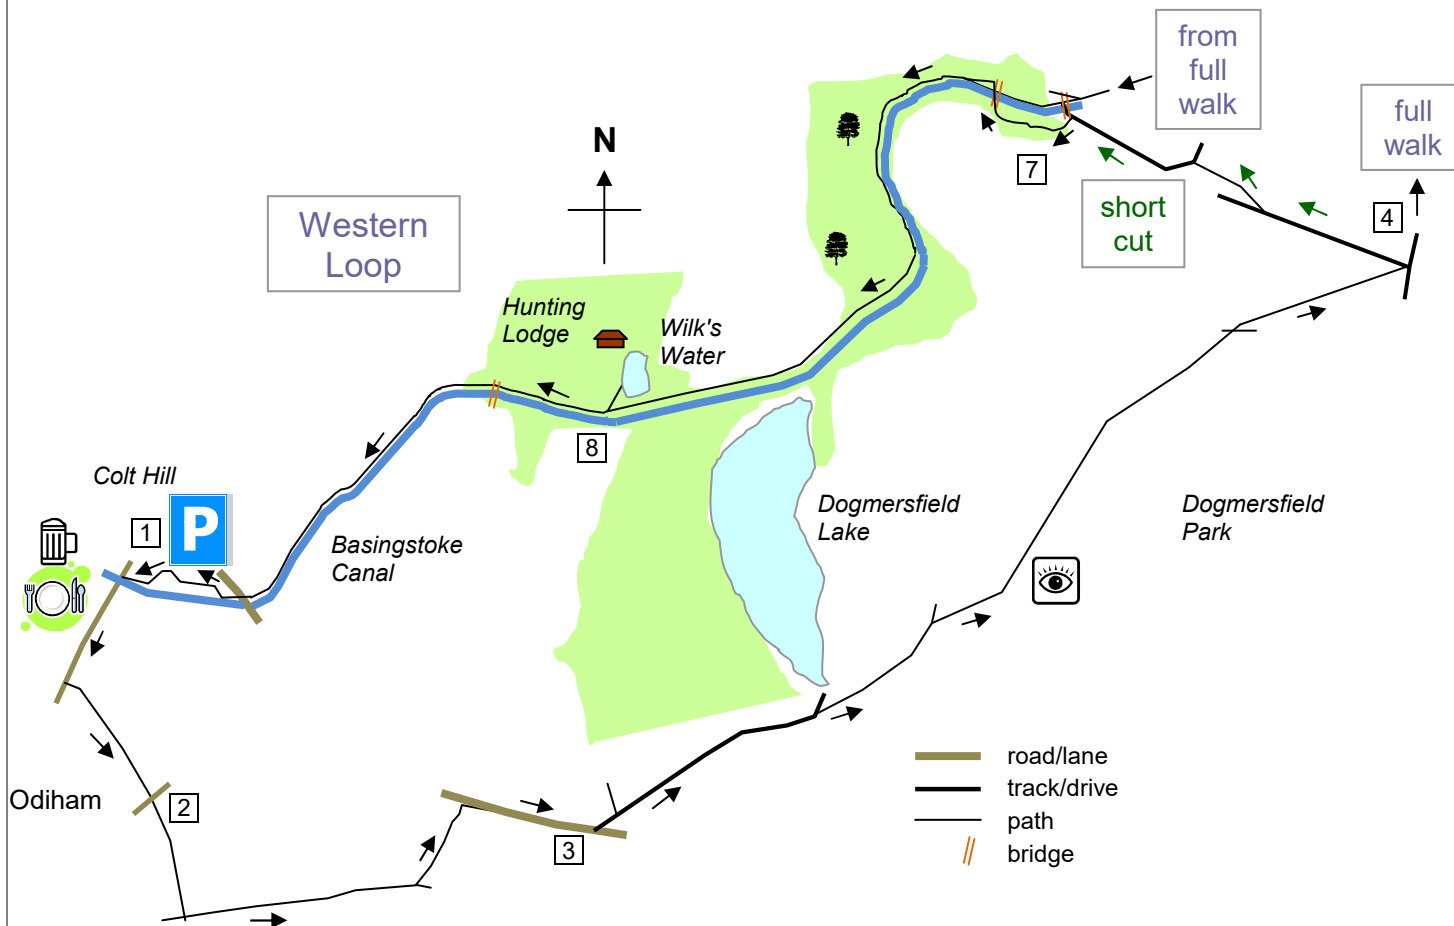 from
full
walk
full
walk
N
7
4
short
cut
Western
Loop
Hunting
Lodge
Wilk's
Water
8
Colt Hill
P
1
Basingstoke
Canal
Dogmersfield
Lake
Dogmersfield
Park
Odiham
2
3
road/lane
track/drive
path
bridge